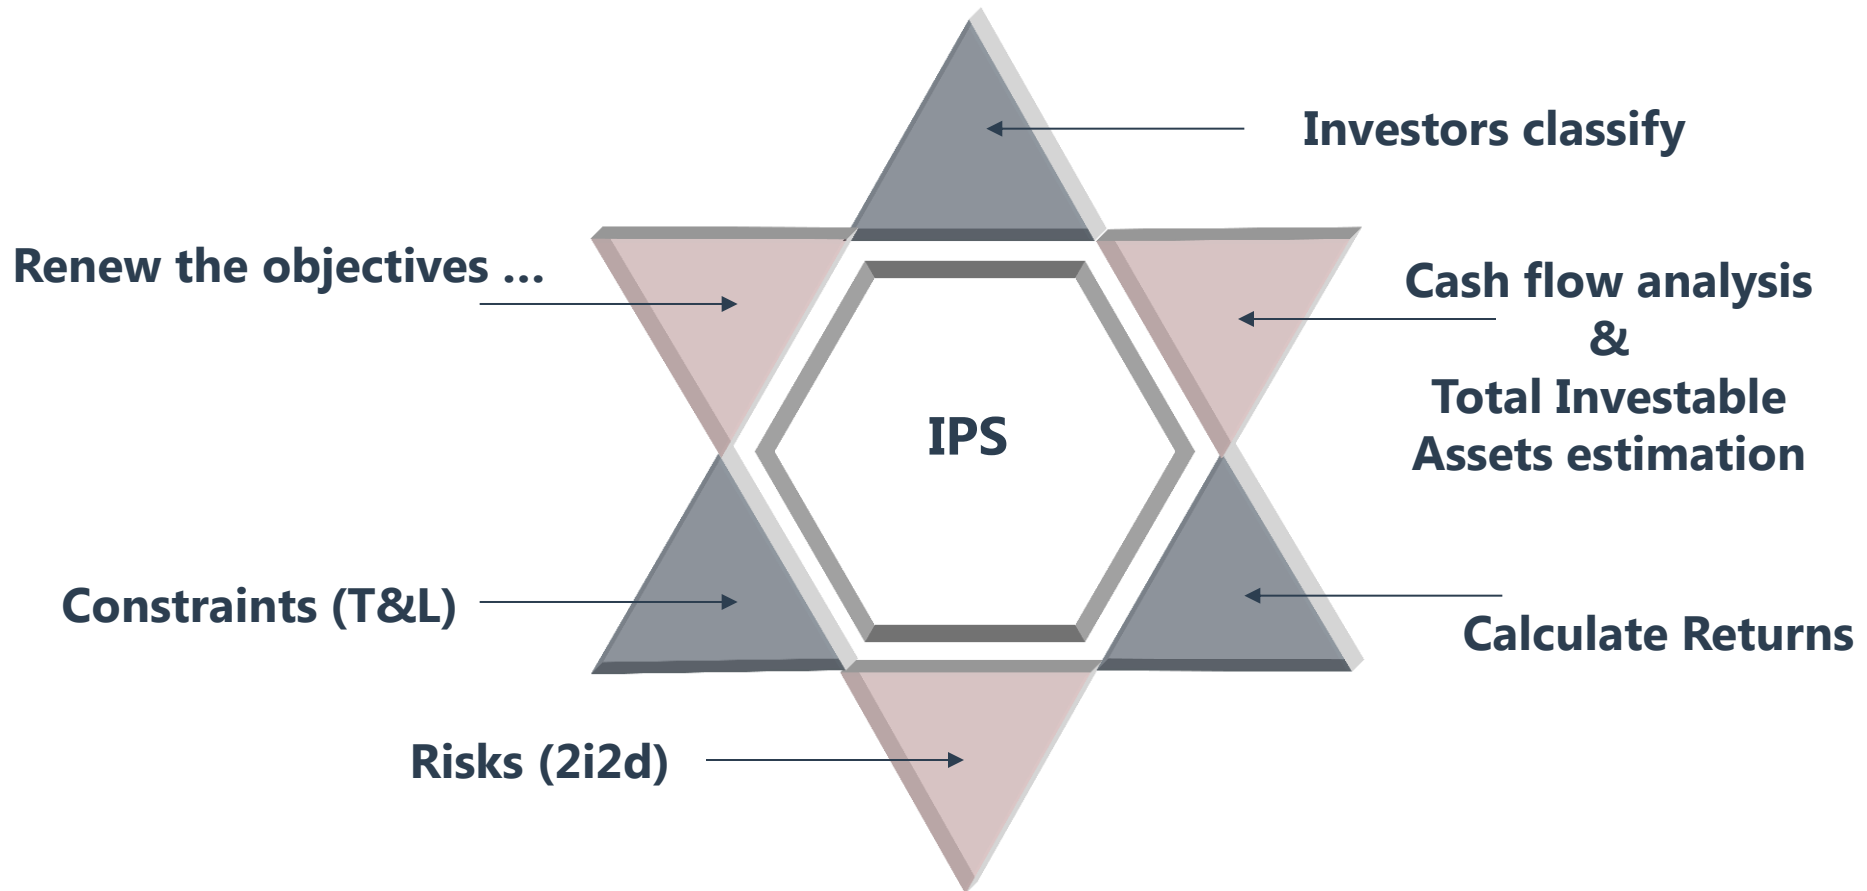 Investors classify
Renew the objectives ...
Cash flow analysis
&
Total Investable
Assets estimation
IPS
Constraints (T&L)
Calculate Returns
Risks (2i2d)